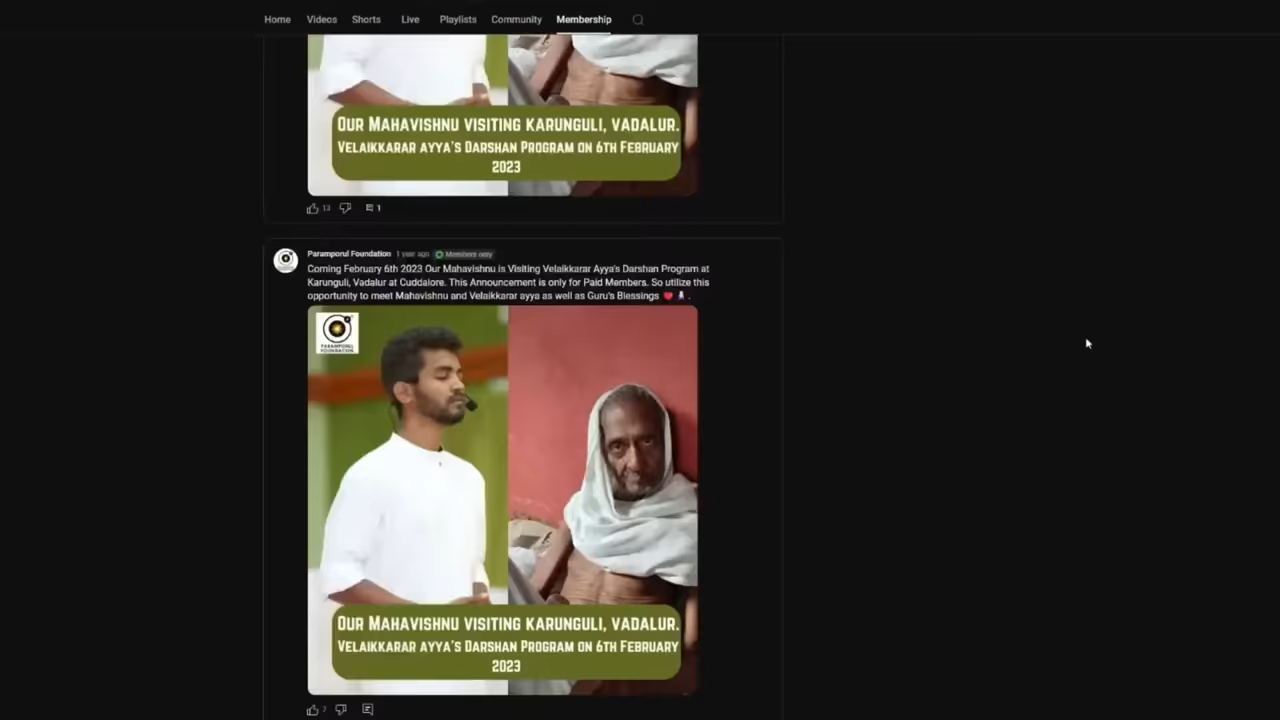 Home Videos Shorts Live Playlists Community Membership
OUR MAHAVISHNU VISITING KARUNGULI, VADALUR.
VELAIKKARAR AYYA'S DARSHAN PROGRAM ON 6TH FEBRUARY
2023
13 1
Paramporul Foundation 1 year ago Members only
Coming February 6th 2023 Our Mahavishnu is Visiting Velaikkarar Ayya's Darshan Program at
Karunguli, Vadalur at Cuddalore. This Announcement is only for Paid Members. So utilize this
opportunity to meet Mahavishnu and Velaikkarar ayya as well as Guru's Blessings ❤️ .
PARAMPORUL
FOUNDATION
OUR MAHAVISHNU VISITING KARUNGULI, VADALUR.
VELAIKKARAR AYYA'S DARSHAN PROGRAM ON 6TH FEBRUARY
2023
7